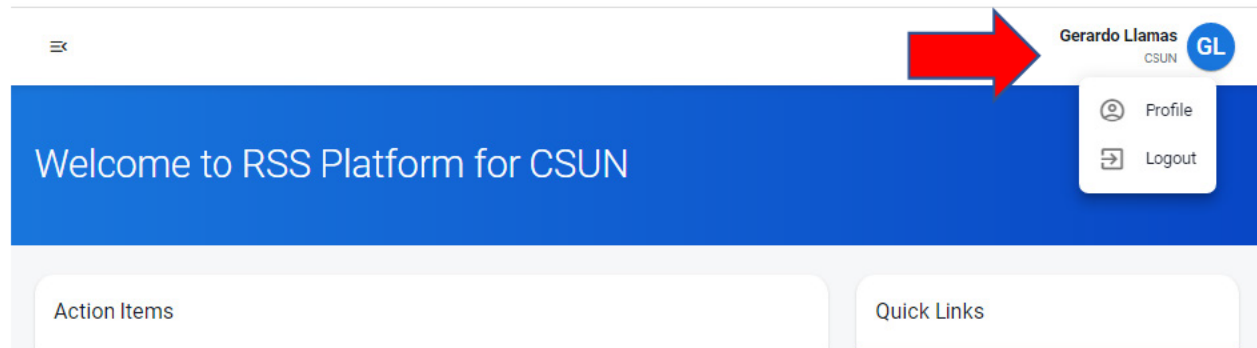 Gerardo Llamas
CSUN
GL
Profile
Logout
Welcome to RSS Platform for CSUN
Action Items
Quick Links